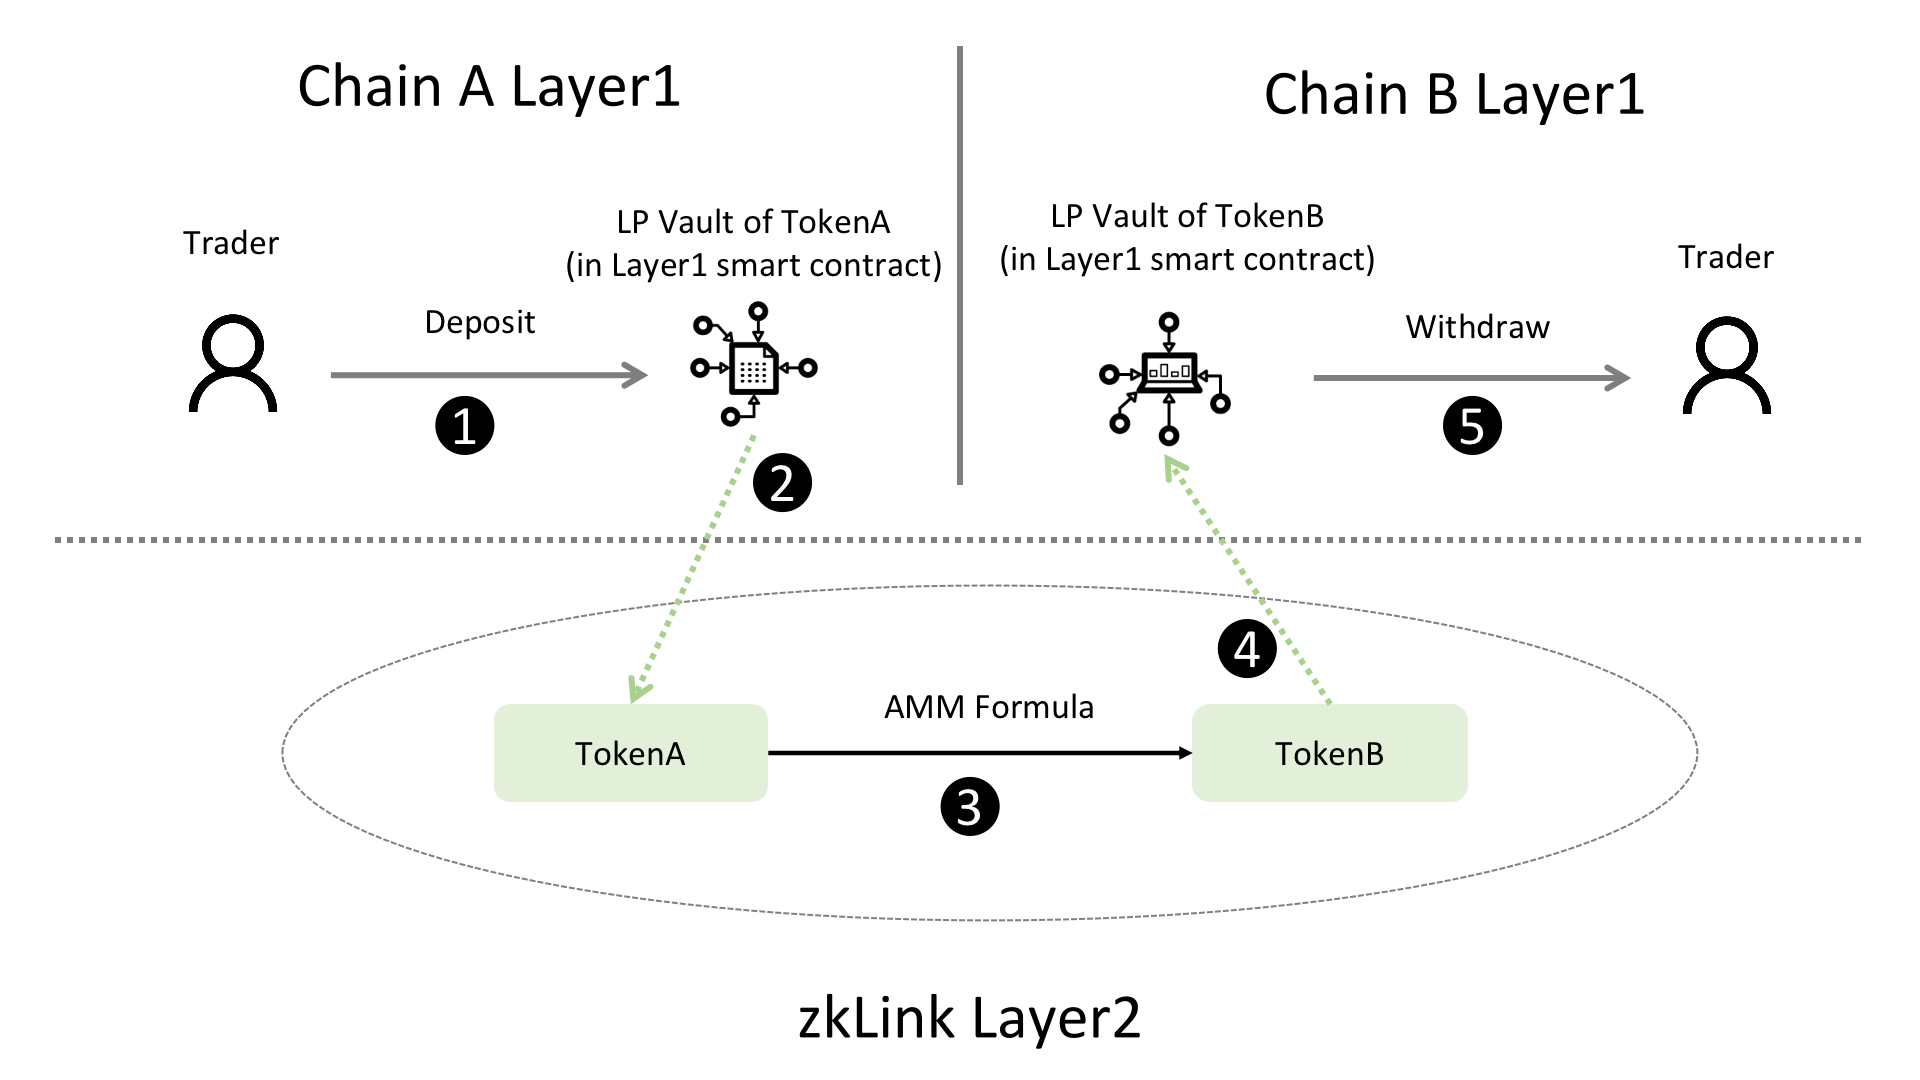 Chain A Layer1
Chain B Layer1
Trader
LP Vault of TokenA
(in Layer1 smart contract)
Deposit
1
2
LP Vault of TokenB
(in Layer1 smart contract)
Trader
Withdraw
5
4
TokenA
AMM Formula
3
TokenB
zkLink Layer2